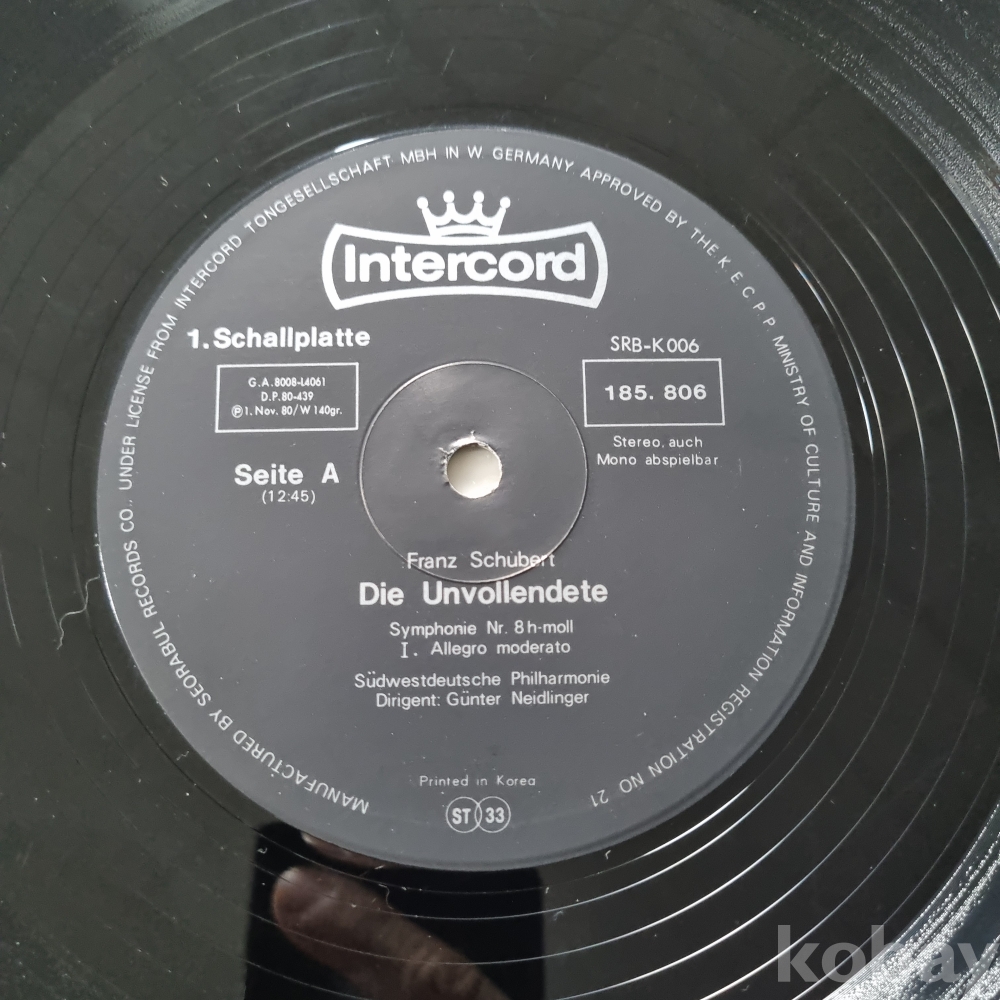 MANUFACTURED BY SEORABUL RECORDS CO., UNDER LICENSE FROM INTERCORD TONGESELLSCHAFT MBH IN W. GERMANY. APPROVED BY THE K. E. C. P. P. MINISTRY OF CULTURE AND INFORMATION REGISTRATION NO 21
Intercord
1. Schallplatte
SRB-K 006
G.A. 8008-L4061
D.P. 80-439
Ⓟ 1. Nov. 80/W 140gr.
185. 806
Seite A
(12:45)
Stereo, auch
Mono abspielbar
Franz Schubert
Die Unvollendete
Symphonie Nr. 8 h-moll
I. Allegro moderato
Südwestdeutsche Philharmonie
Dirigent: Günter Neidlinger
Printed in Korea
ST 33
kobay